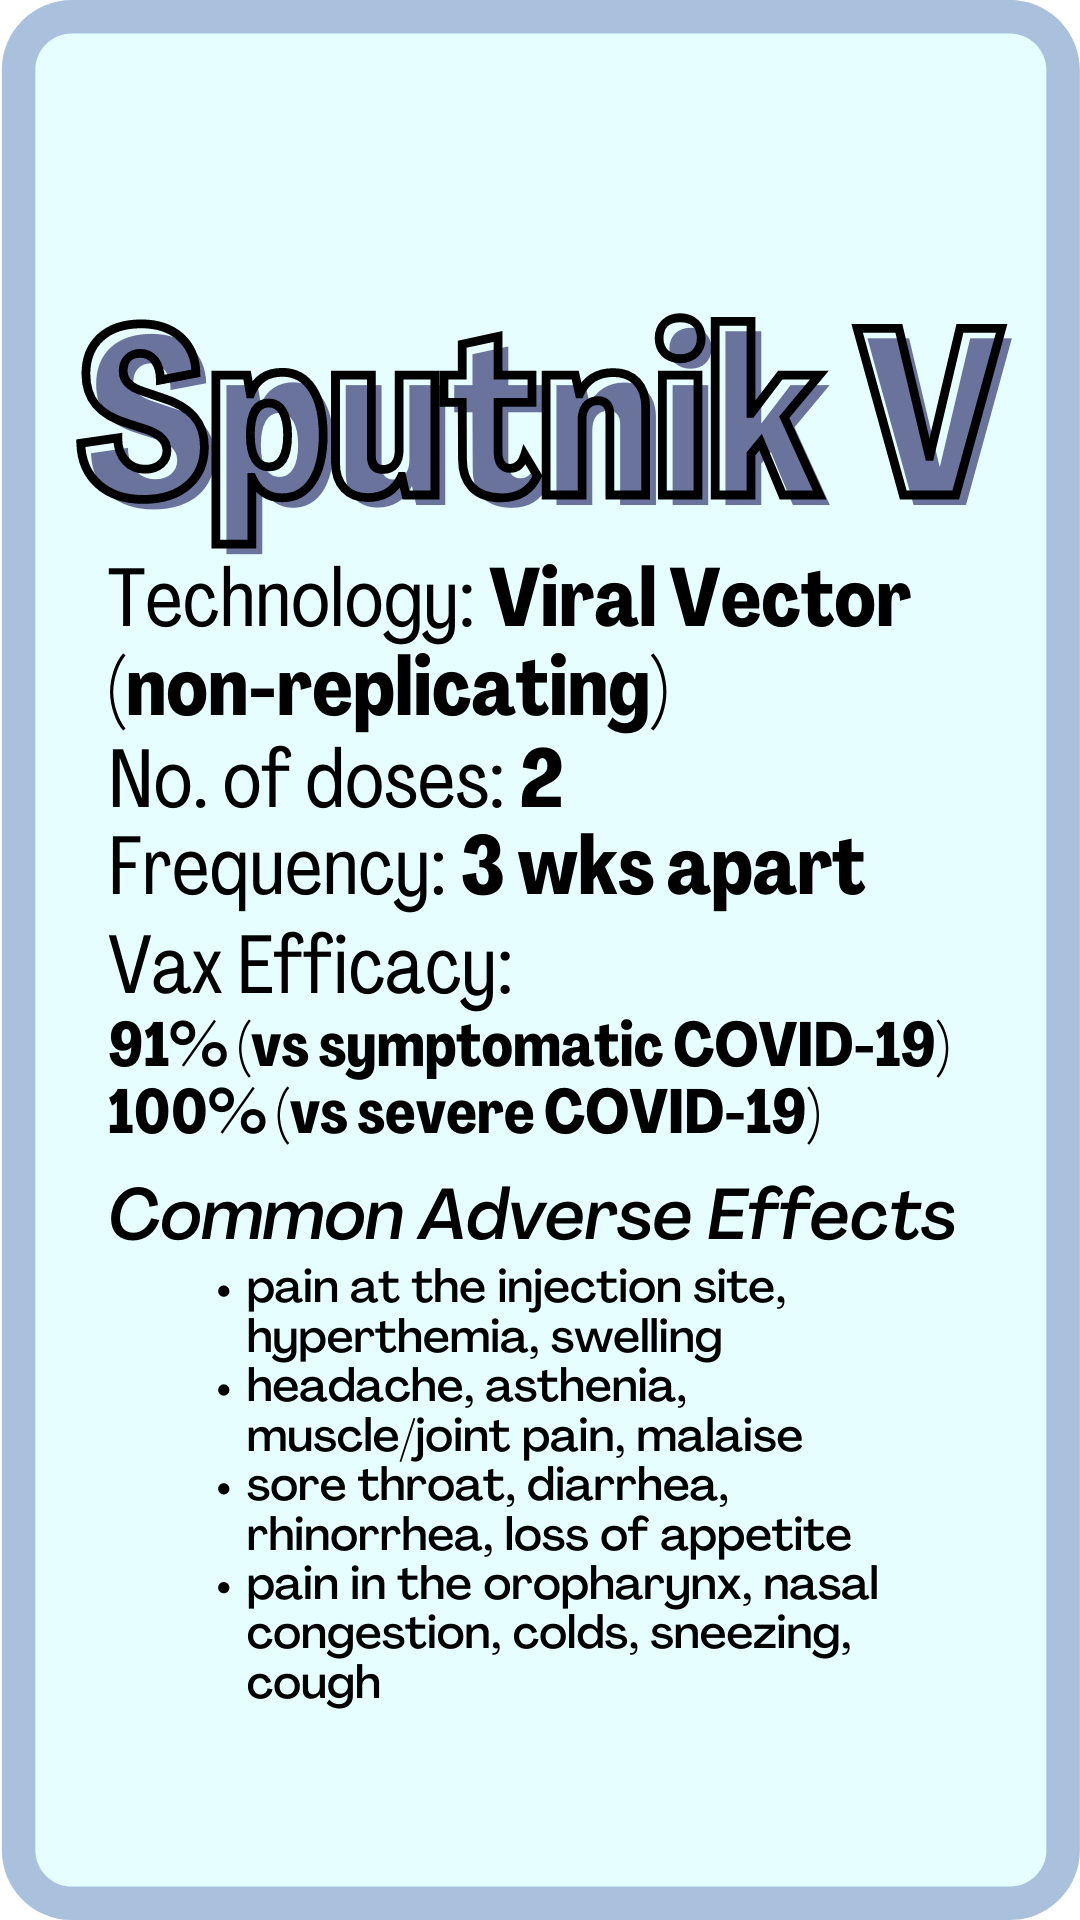 Sputnik V
Technology: Viral Vector
(non-replicating)
No. of doses: 2
Frequency: 3 wks apart
Vax Efficacy:
91% (vs symptomatic COVID-19)
100% (vs severe COVID-19)
Common Adverse Effects
• pain at the injection site,
hyperthemia, swelling
• headache, asthenia,
muscle/joint pain, malaise
• sore throat, diarrhea,
rhinorrhea, loss of appetite
• pain in the oropharynx, nasal
congestion, colds, sneezing,
cough